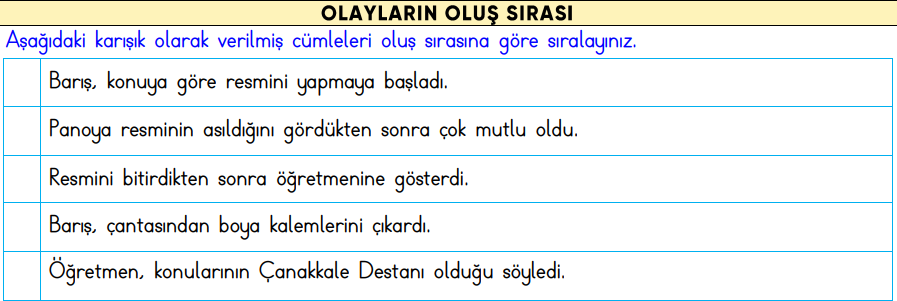 OLAYLARIN OLUŞ SIRASI
Aşağıdaki karışık olarak verilmiş cümleleri oluş sırasına göre sıralayınız.
Barış, konuya göre resmini yapmaya başladı.
Panoya resminin asıldığını gördükten sonra çok mutlu oldu.
Resmini bitirdikten sonra öğretmenine gösterdi.
Barış, çantasından boya kalemlerini çıkardı.
Öğretmen, konularının Çanakkale Destanı olduğu söyledi.